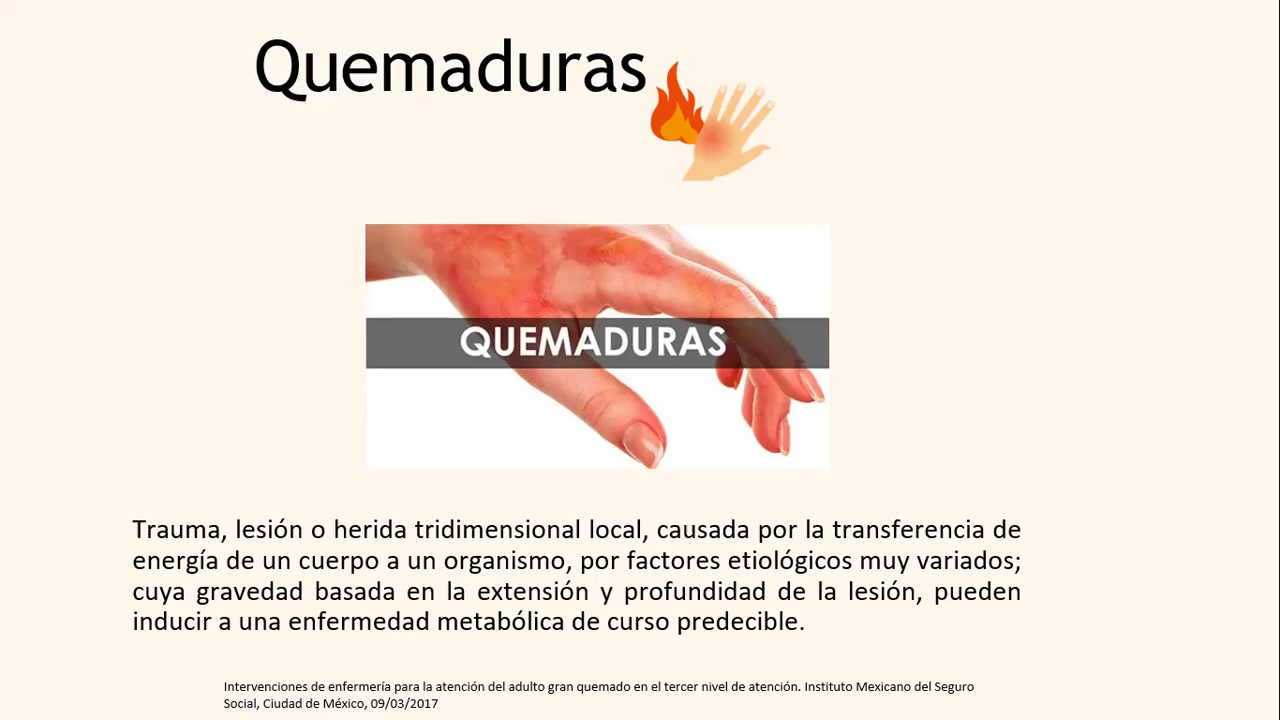 Quemaduras
QUEMADURAS
Trauma, lesión o herida tridimensional local, causada por la transferencia de
energía de un cuerpo a un organismo, por factores etiológicos muy variados;
cuya gravedad basada en la extensión y profundidad de la lesión, pueden
inducir a una enfermedad metabólica de curso predecible.
Intervenciones de enfermería para la atención del adulto gran quemado en el tercer nivel de atención. Instituto Mexicano del Seguro
Social, Ciudad de México, 09/03/2017